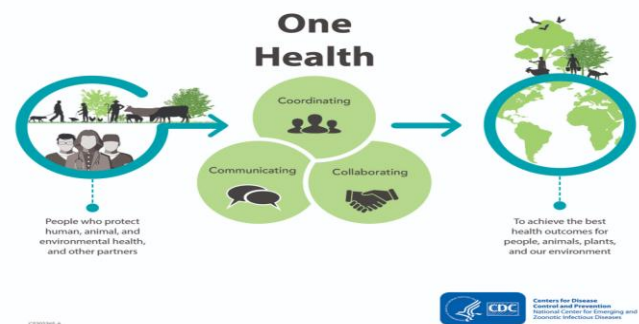 One
Health
Coordinating
Communicating
Collaborating
People who protect
human, animal, and
environmental health,
and other partners
To achieve the best
health outcomes for
people, animals, plants,
and our environment
CDC
Centers for Disease
Control and Prevention
National Center for Emerging and
Zoonotic Infectious Diseases